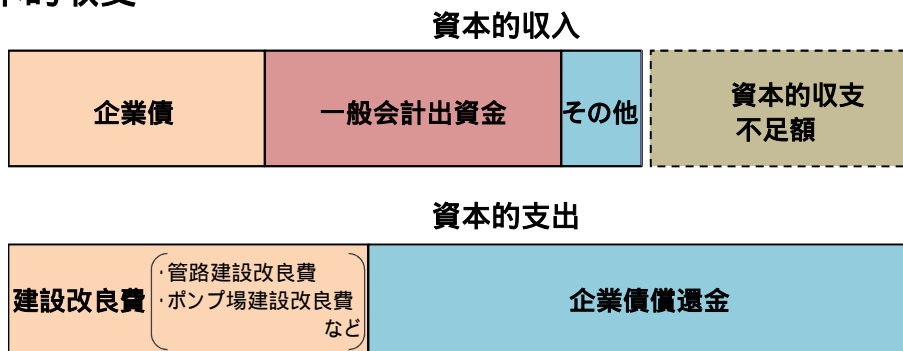 資本的収入
企業債
一般会計出資金
その他
資本的収支
不足額
資本的支出
建設改良費
・管路建設改良費
・ポンプ場建設改良費
など
企業債償還金